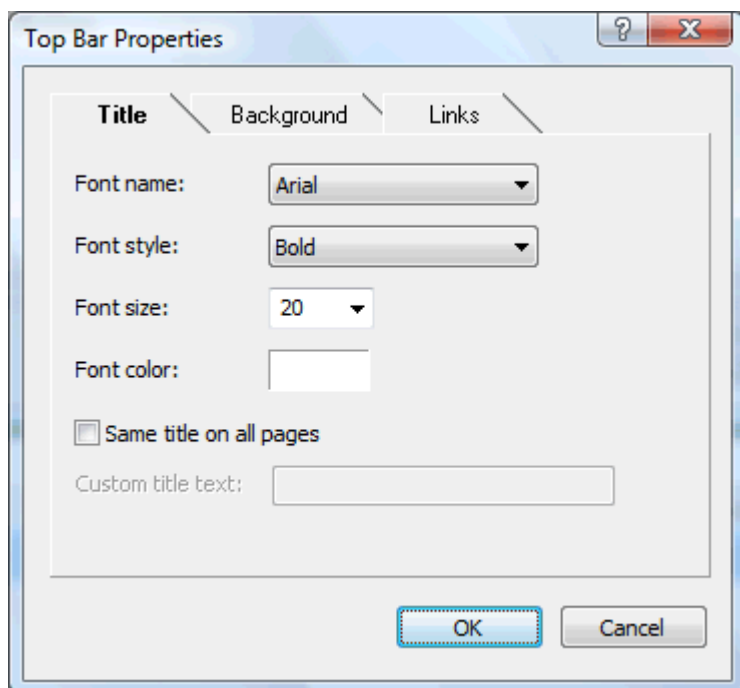 Top Bar Properties ?
Title Background Links
Font name: Arial
Font style: Bold
Font size: 20
Font color:
Same title on all pages
Custom title text:
OK Cancel